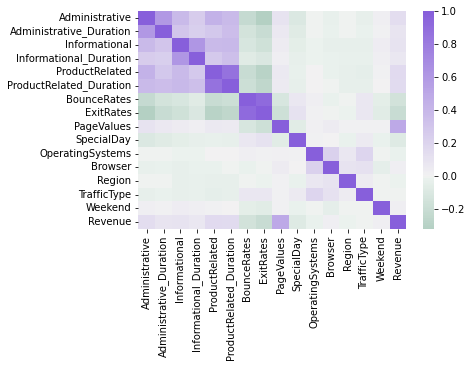 Administrative
Administrative_Duration
Informational
Informational_Duration
ProductRelated
ProductRelated_Duration
BounceRates
ExitRates
PageValues
SpecialDay
OperatingSystems
Browser
Region
TrafficType
Weekend
Revenue
Administrative
Administrative_Duration
Informational
Informational_Duration
ProductRelated
ProductRelated_Duration
BounceRates
ExitRates
PageValues
SpecialDay
OperatingSystems
Browser
Region
TrafficType
Weekend
Revenue
1.0
0.8
0.6
0.4
0.2
0.0
−0.2